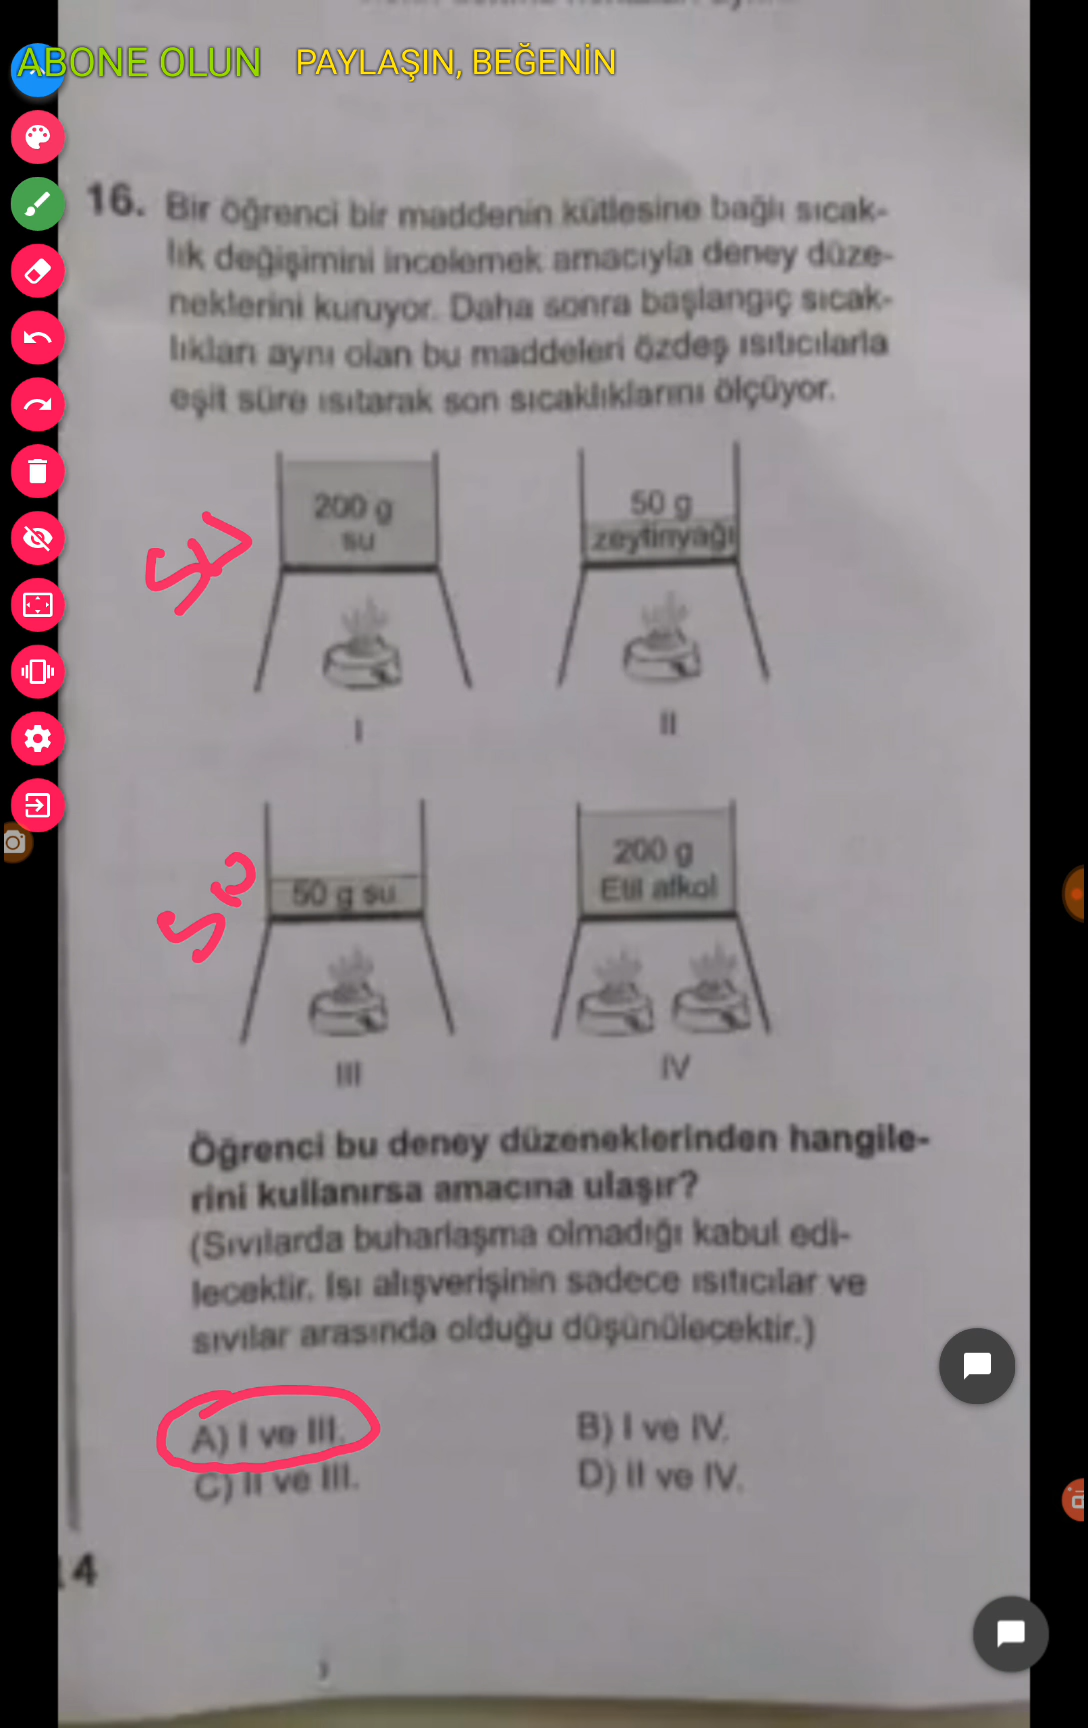 ABONE OLUN PAYLAŞIN, BEĞENİN
16. Bir öğrenci bir maddenin kütlesine bağlı sıcak-
lık değişimini incelemek amacıyla deney düze-
neklerini kuruyor. Daha sonra başlangıç sıcak-
lıkları aynı olan bu maddeleri özdeş ısıtıcılarla
eşit süre ısıtarak son sıcaklıklarını ölçüyor.
200 g
su
50 g
zeytinyağı
I
II
50 g su
200 g
Etil alkol
III
IV
Öğrenci bu deney düzeneklerinden hangile-
rini kullanırsa amacına ulaşır?
(Sıvılarda buharlaşma olmadığı kabul edi-
lecektir. Isı alışverişinin sadece ısıtıcılar ve
sıvılar arasında olduğu düşünülecektir.)
A) I ve III.
B) I ve IV.
C) II ve III.
D) II ve IV.
14